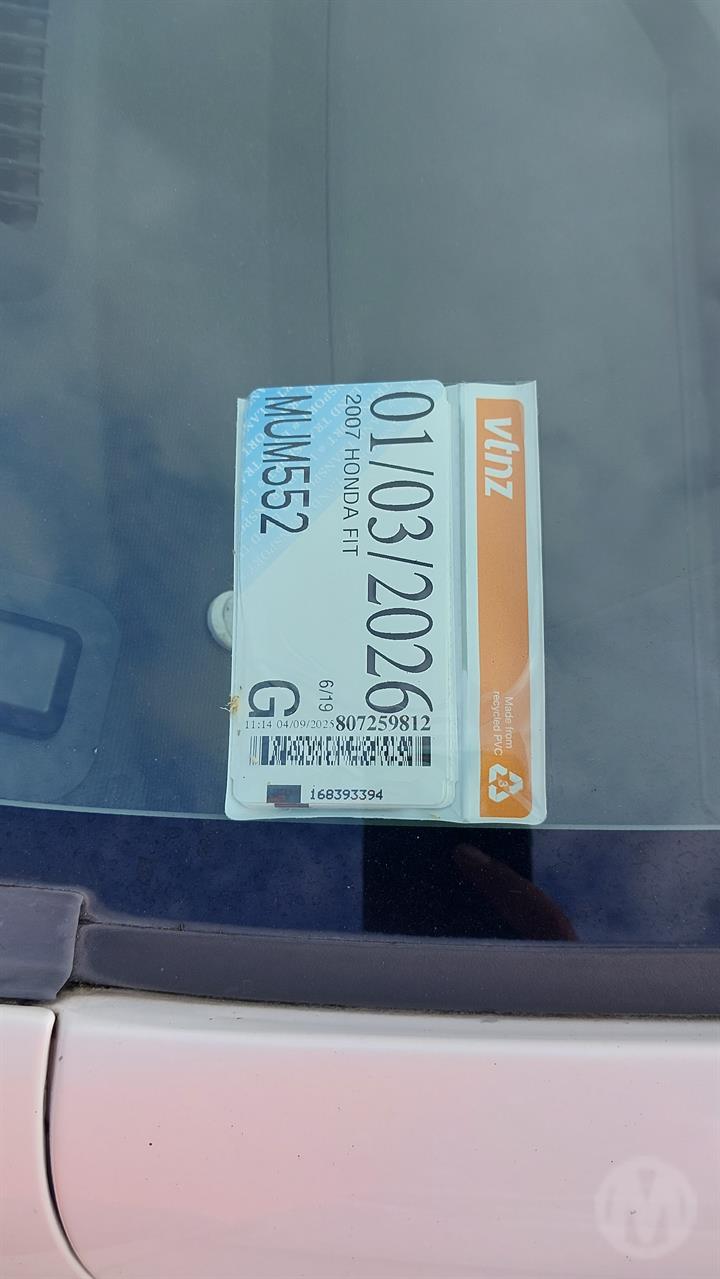 01/03/2026
2007 HONDA FIT
MUM552
6/19
G
11:14 04/09/2025 807259812
168393394
vtnz
Made from
recycled PVC
3
M